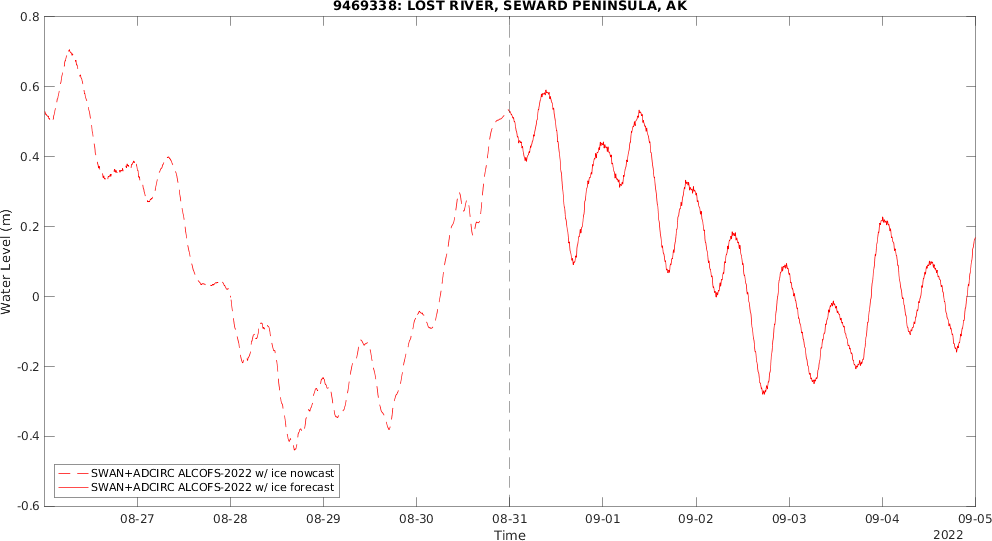 9469338: LOST RIVER, SEWARD PENINSULA, AK
0.8
0.6
0.4
0.2
0
-0.2
-0.4
-0.6
Water Level (m)
SWAN+ADCIRC ALCOFS-2022 w/ ice nowcast
SWAN+ADCIRC ALCOFS-2022 w/ ice forecast
08-27 08-28 08-29 08-30 08-31 09-01 09-02 09-03 09-04 09-05
Time
2022